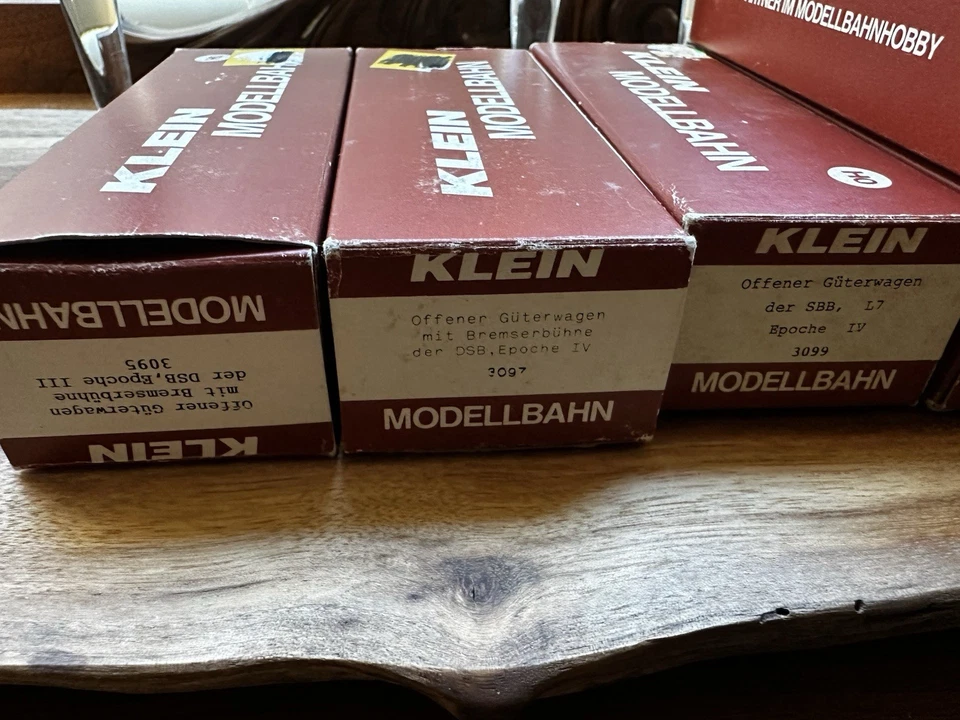 KLEIN
MODELLBAHN
MODELLBAHN
Offener Güterwagen
mit Bremserbühne
der DSB,Epoche III
3095
KLEIN
KLEIN
MODELLBAHN
KLEIN
Offener Güterwagen
mit Bremserbühne
der DSB,Epoche IV
3097
MODELLBAHN
KLEIN
MODELLBAHN
HO
KLEIN
Offener Güterwagen
der SBB, L7
Epoche IV
3099
MODELLBAHN
IM MODELLBAHNHOBBY